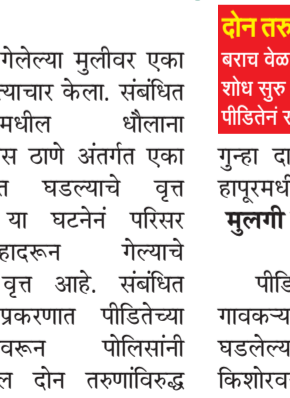 गेलेल्या मुलीवर एका
त्याचार केला. संबंधित
मधील धौलाना
स ठाणे अंतर्गत एका
त घडल्याचे वृत्त
या घटनेनं परिसर
हादरून गेल्याचे
वृत्त आहे. संबंधित
प्रकरणात पीडितेच्या
वरून पोलिसांनी
ल दोन तरुणांविरुद्ध
दोन तरु
बराच वेळ
शोध सुरु
पीडितेनं
गुन्हा दा
हापूरमधी
मुलगी
पीडि
गावकऱ्या
घडलेल्य
किशोरव